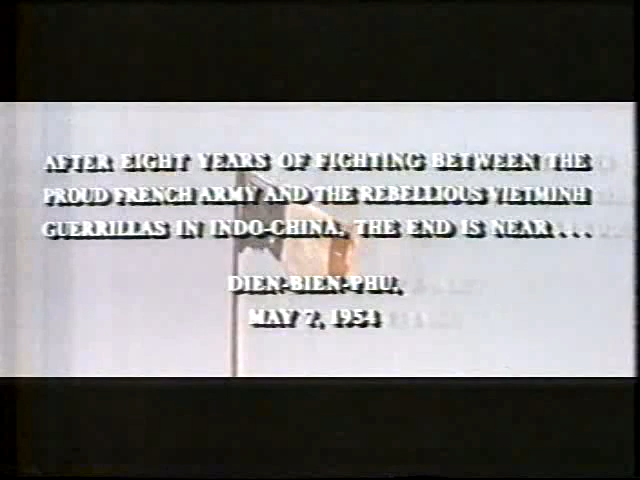 AFTER EIGHT YEARS OF FIGHTING BETWEEN THE
PROUD FRENCH ARMY AND THE REBELLIOUS VIETMINH
GUERRILLAS IN INDO-CHINA, THE END IS NEAR . . .
DIEN-BIEN-PHU,
MAY 7, 1954